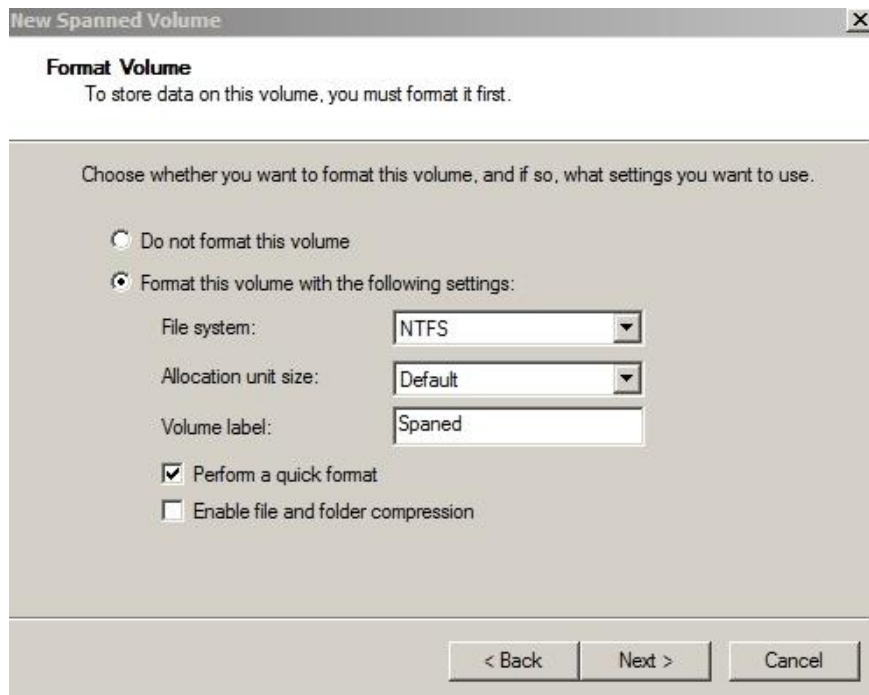 New Spanned Volume
Format Volume
To store data on this volume, you must format it first.
Choose whether you want to format this volume, and if so, what settings you want to use.
Do not format this volume
Format this volume with the following settings:
File system: NTFS
Allocation unit size: Default
Volume label: Spaned
Perform a quick format
Enable file and folder compression
< Back Next > Cancel